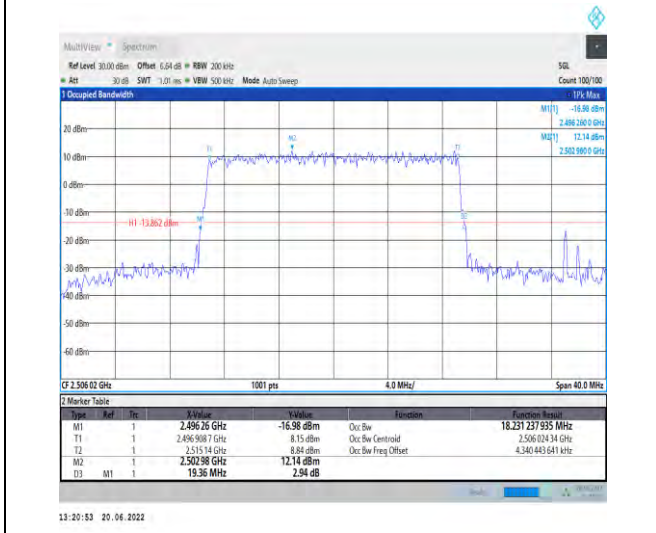 MultiView Spectrum
Ref Level 30.00 dBm Offset 6.64 dB RBW 200 kHz SGL
Att 30 dB SWT 1.01 ms VBW 500 kHz Mode Auto Sweep Count 100/100
1 Occupied Bandwidth 1Pk Max
M1[1] -16.98 dBm
2.496 260 0 GHz
M2[1] 12.14 dBm
2.502 980 0 GHz
20 dBm
M2
T1 T2
10 dBm
0 dBm
-10 dBm
H1 -13.862 dBm
M1
-20 dBm
-30 dBm
-40 dBm
-50 dBm
-60 dBm
CF 2.506 02 GHz 1001 pts 4.0 MHz/ Span 40.0 MHz
2 Marker Table
Type Ref Trc X-Value Y-Value Function Function Result
M1 1 2.496 26 GHz -16.98 dBm Occ Bw 18.231 237 935 MHz
T1 1 2.496 908 7 GHz 8.15 dBm Occ Bw Centroid 2.506 024 34 GHz
T2 1 2.515 14 GHz 8.84 dBm Occ Bw Freq Offset 4.340 443 641 kHz
M2 1 2.502 98 GHz 12.14 dBm
D3 M1 1 19.36 MHz 2.94 dB
13:20:53 20.06.2022